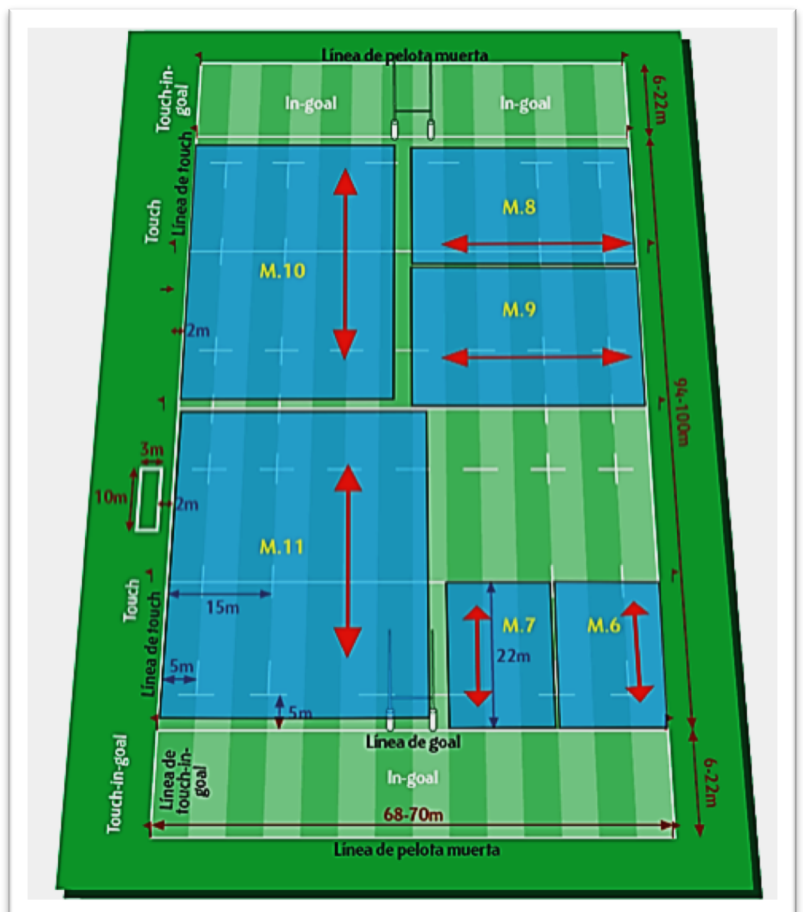 Línea de pelota muerta
Touch-in-
goal
In-goal
In-goal
6-22m
Línea de touch
Touch
M.8
M.10
M.9
2m
94-100m
3m
10m
2m
M.11
Touch
Línea de touch
15m
M.7
M.6
22m
5m
5m
Línea de goal
Touch-in-goal
Línea de
touch-in-
goal
In-goal
6-22m
68-70m
Línea de pelota muerta